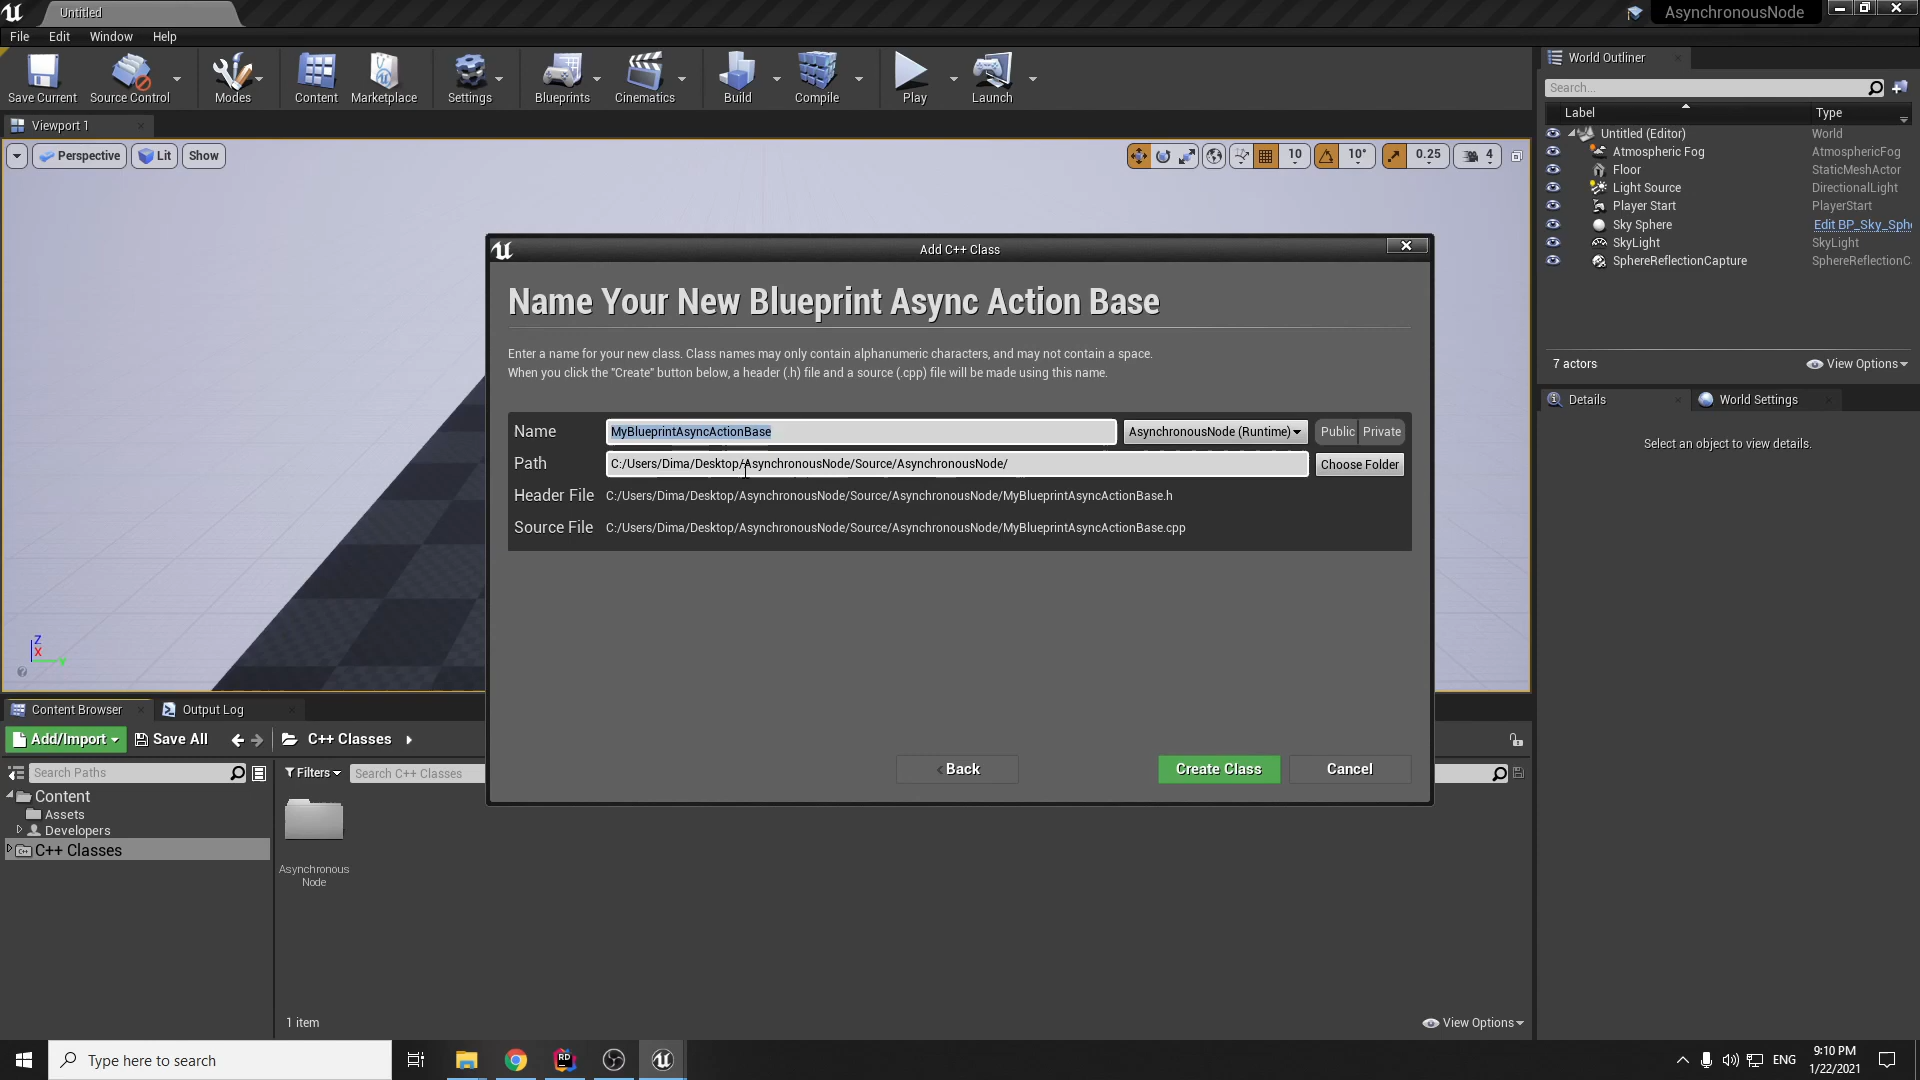 Untitled
AsynchronousNode
File Edit Window Help
Save Current
Source Control
Modes
Content
Marketplace
Settings
Blueprints
Cinematics
Build
Compile
Play
Launch
Viewport 1
Perspective
Lit
Show
10
10°
0.25
4
World Outliner
Search...
Label
Type
Untitled (Editor) World
Atmospheric Fog AtmosphericFog
Floor StaticMeshActor
Light Source DirectionalLight
Player Start PlayerStart
Sky Sphere Edit BP_Sky_Sphe
SkyLight SkyLight
SphereReflectionCapture SphereReflectionC
7 actors
View Options
Details
World Settings
Select an object to view details.
Add C++ Class
Name Your New Blueprint Async Action Base
Enter a name for your new class. Class names may only contain alphanumeric characters, and may not contain a space.
When you click the "Create" button below, a header (.h) file and a source (.cpp) file will be made using this name.
Name MyBlueprintAsyncActionBase AsynchronousNode (Runtime) Public Private
Path C:/Users/Dima/Desktop/AsynchronousNode/Source/AsynchronousNode/ Choose Folder
Header File C:/Users/Dima/Desktop/AsynchronousNode/Source/AsynchronousNode/MyBlueprintAsyncActionBase.h
Source File C:/Users/Dima/Desktop/AsynchronousNode/Source/AsynchronousNode/MyBlueprintAsyncActionBase.cpp
Back
Create Class
Cancel
Z
X
Y
Content Browser
Output Log
Add/Import
Save All
C++ Classes
Search Paths
Filters
Search C++ Classes
Content
Assets
Developers
C++ Classes
Asynchronous
Node
1 item
View Options
Type here to search
RD
ENG
9:10 PM
1/22/2021